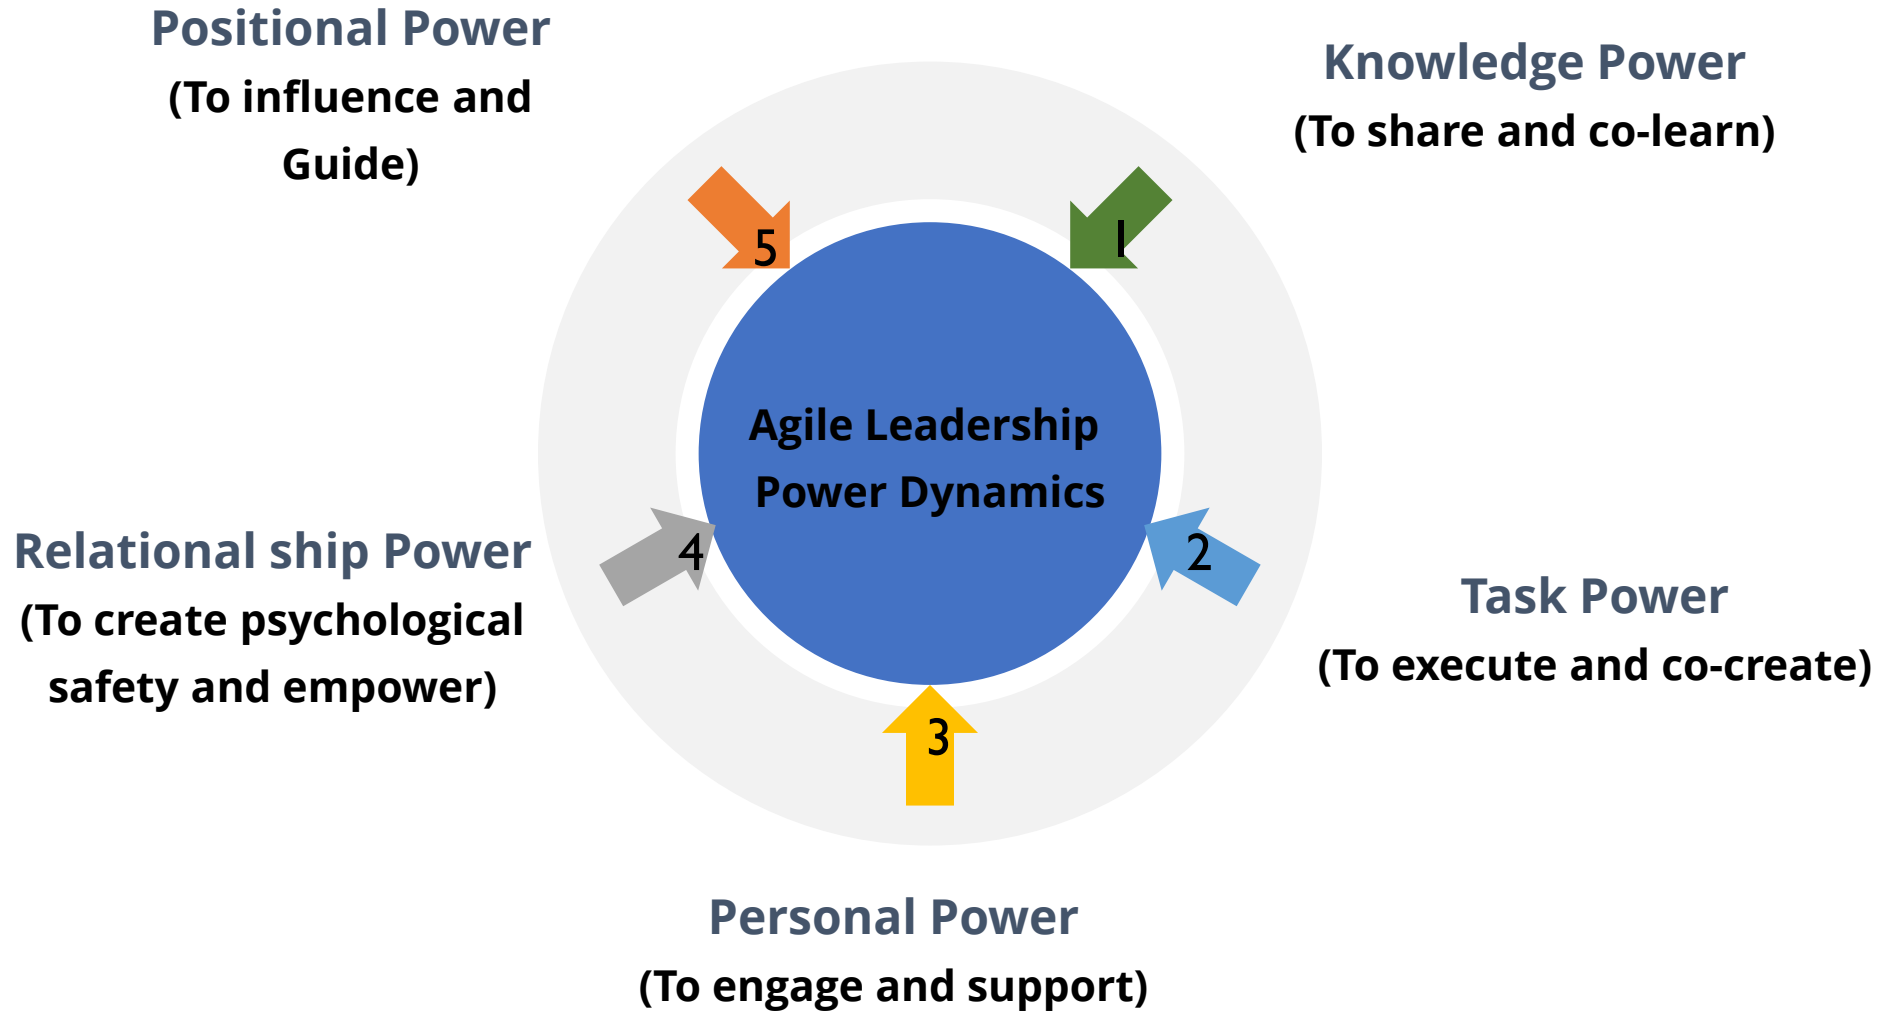 Positional Power
(To influence and
Guide)
Knowledge Power
(To share and co-learn)
5
1
Agile Leadership
Power Dynamics
Relational ship Power
(To create psychological
safety and empower)
4
2
Task Power
(To execute and co-create)
3
Personal Power
(To engage and support)